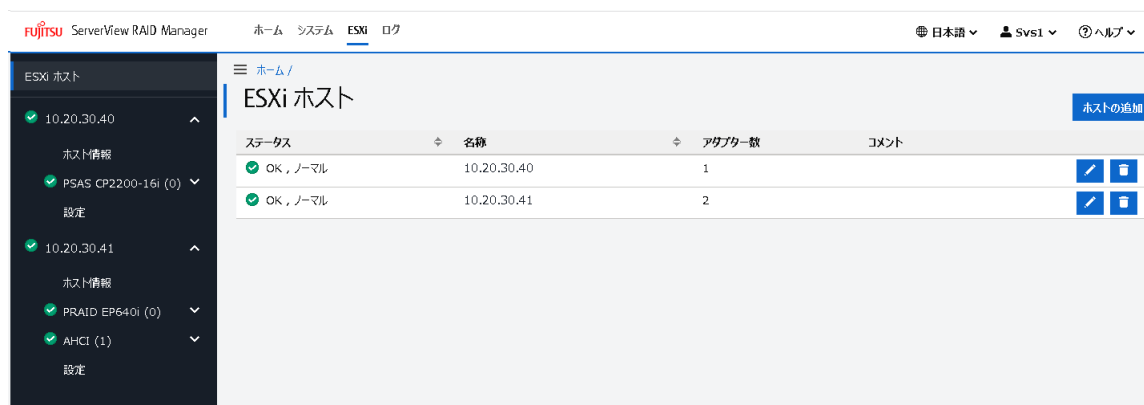 FUJITSU ServerView RAID Manager ホーム システム ESXi ログ 日本語 Svs1 ヘルプ
ESXi ホスト
10.20.30.40
ホスト情報
PSAS CP2200-16i (0)
設定
10.20.30.41
ホスト情報
PRAID EP640i (0)
AHCI (1)
設定
ホーム /
ESXi ホスト
ホストの追加
ステータス 名称 アダプター数 コメント
OK , ノーマル 10.20.30.40 1
OK , ノーマル 10.20.30.41 2